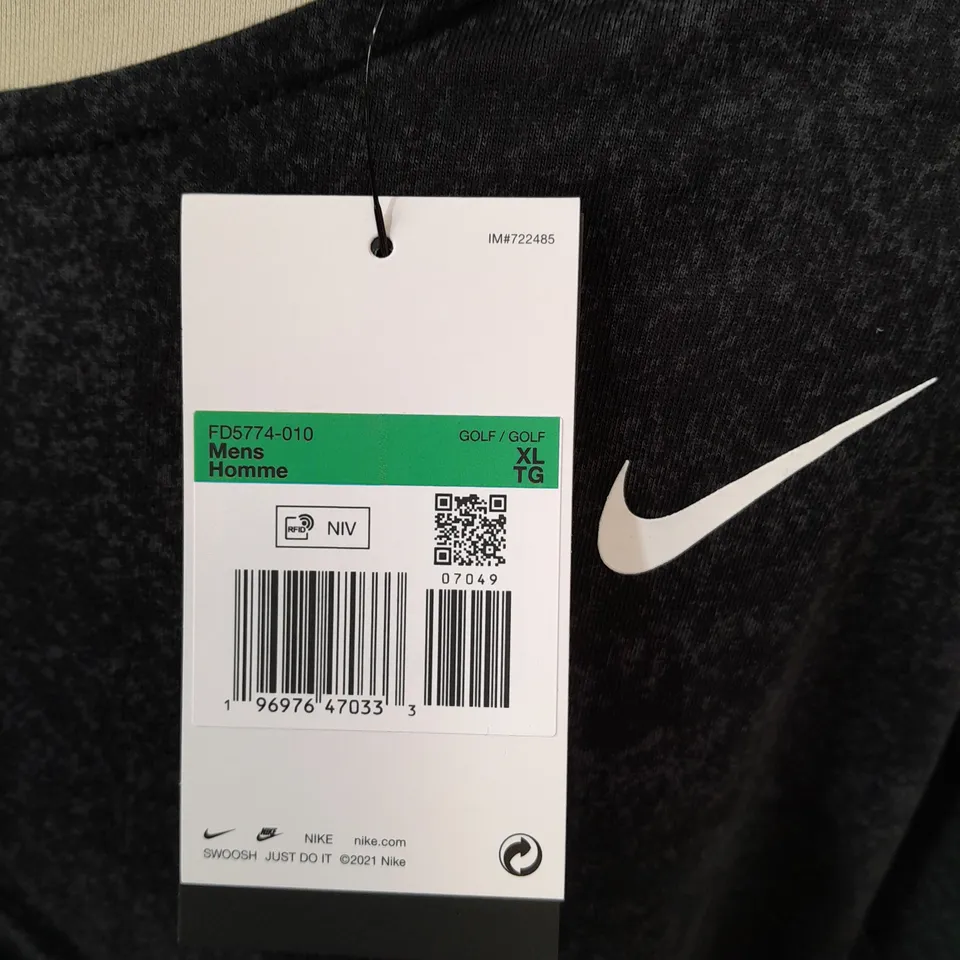 IM#722485
FD5774-010
GOLF / GOLF
Mens
XL
Homme
TG
RFID NIV
07049
1 96976 47033 3
NIKE
NIKE nike.com
SWOOSH JUST DO IT ©2021 Nike